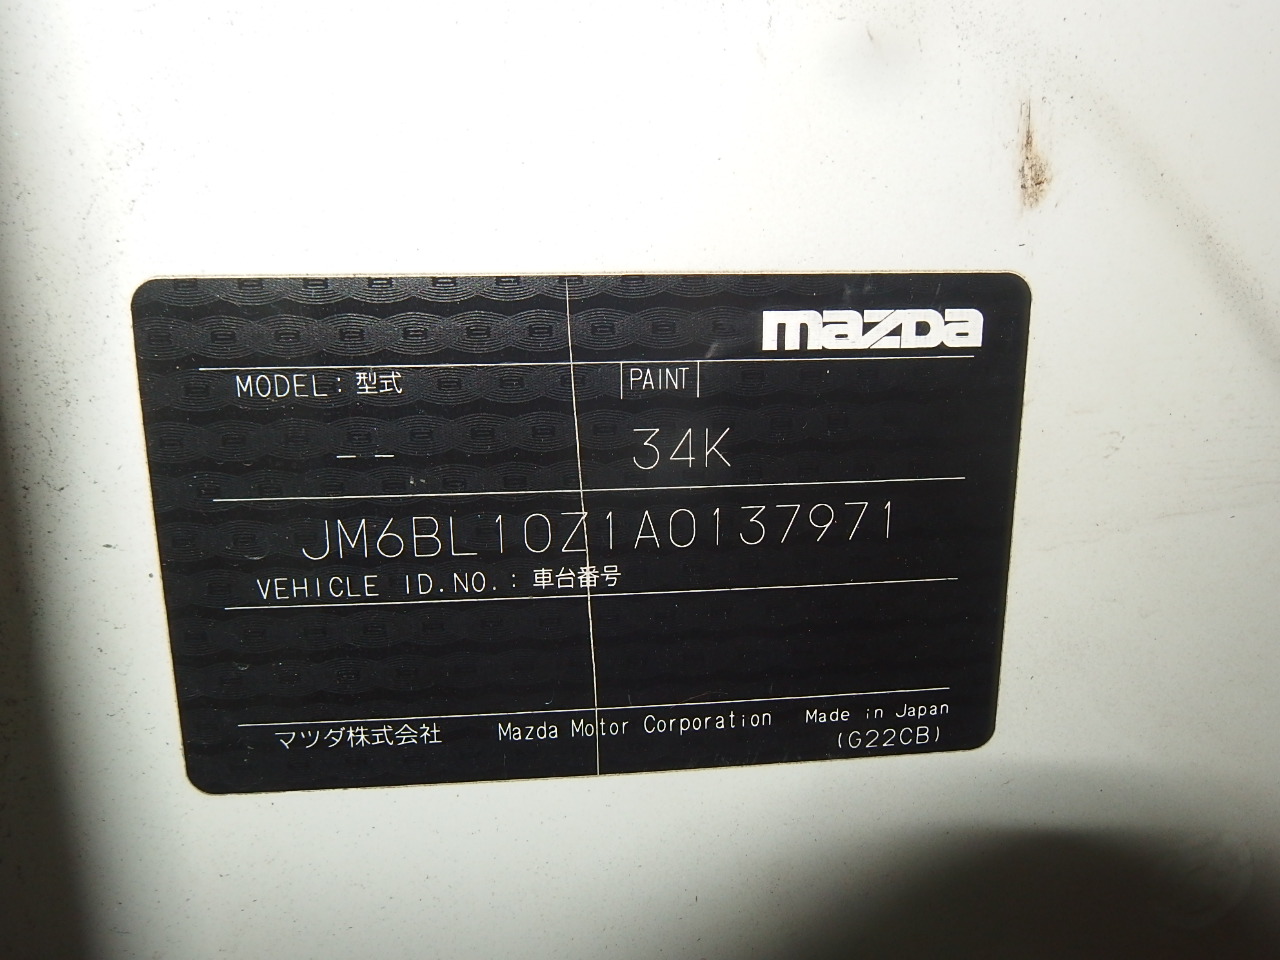 mazda
MODEL: 型式
PAINT
-- 34K
JM6BL10Z1A0137971
VEHICLE ID.NO.: 車台番号
マツダ株式会社 Mazda Motor Corporation Made in Japan
(G22CB)